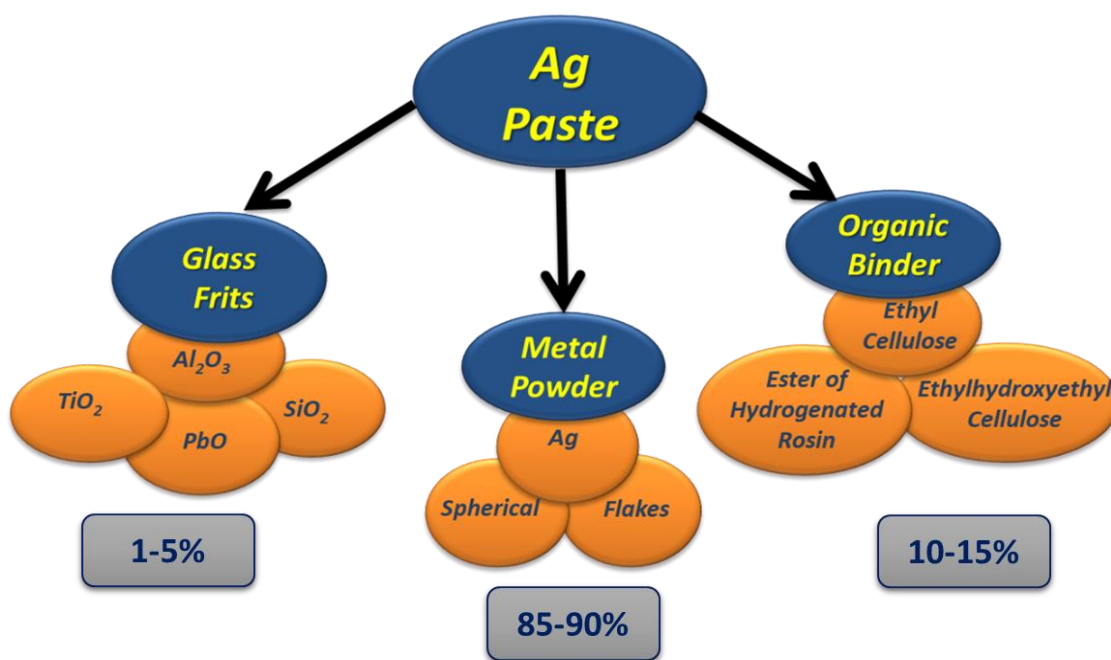 Ag
Paste
Glass
Frits
Al₂O₃
TiO₂
SiO₂
PbO
1-5%
Metal
Powder
Ag
Spherical
Flakes
85-90%
Organic
Binder
Ethyl
Cellulose
Ester of
Hydrogenated
Rosin
Ethylhydroxyethyl
Cellulose
10-15%